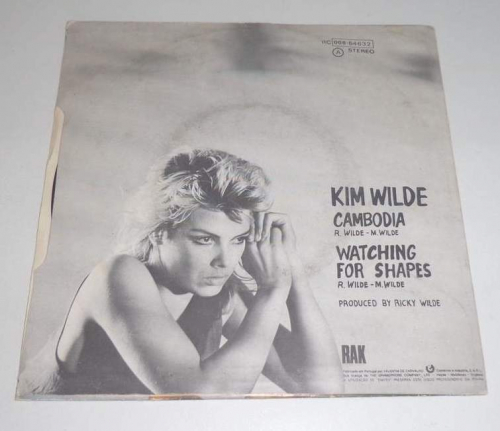 STEREO
KIM WILDE
CAMBODIA
R. WILDE - M. WILDE
WATCHING
FOR SHAPES
R. WILDE - M. WILDE
PRODUCED BY RICKY WILDE
RAK